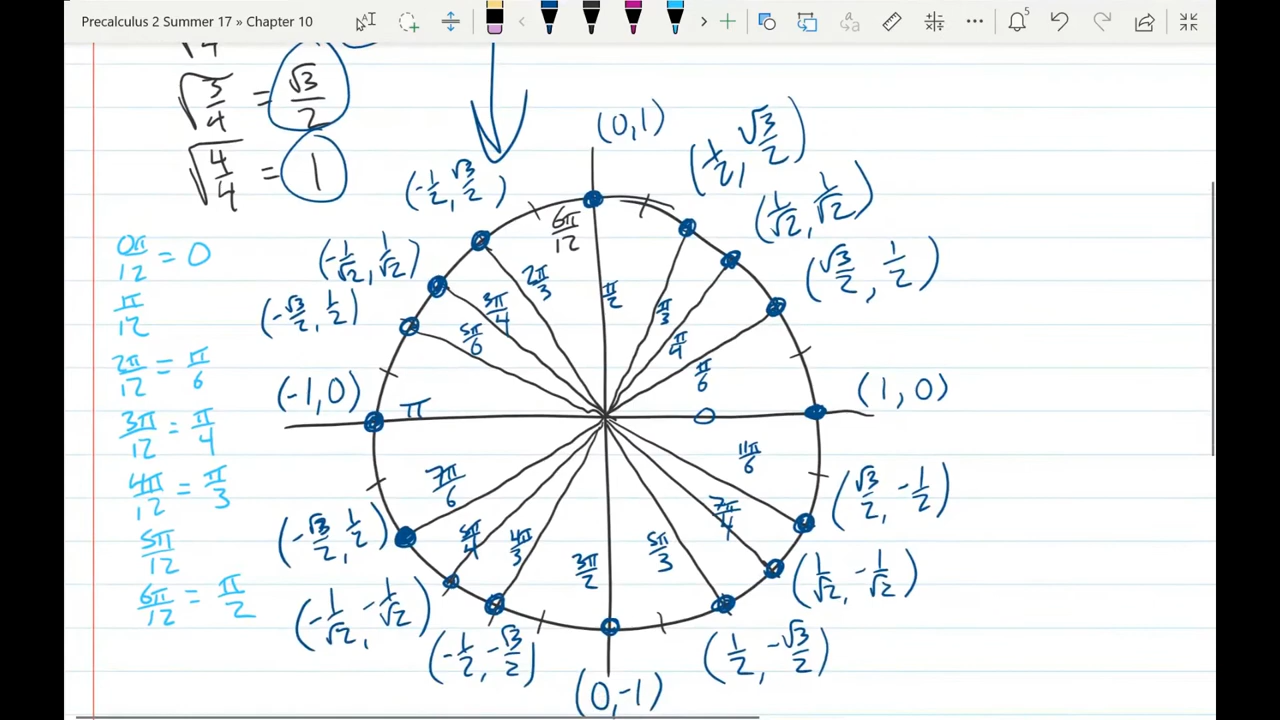 Precalculus 2 Summer 17 » Chapter 10
5
√3/4 = √3/2
√4/4 = 1
0π/12 = 0
π/12
2π/12 = π/6
3π/12 = π/4
4π/12 = π/3
5π/12
6π/12 = π/2
(0,1)
(1/2, √3/2)
(1/√2, 1/√2)
(√3/2, 1/2)
(1, 0)
(√3/2, -1/2)
(1/√2, -1/√2)
(1/2, -√3/2)
(0,-1)
(-1/2, -√3/2)
(-1/√2, -1/√2)
(-√3/2, 1/2)
(-1,0)
(-√3/2, 1/2)
(-1/√2, 1/√2)
(-1/2, √3/2)
6π/12
π/2
π/3
π/4
π/6
0
11π/6
7π/4
5π/3
3π/2
4π/3
5π/4
7π/6
π
5π/6
3π/4
2π/3